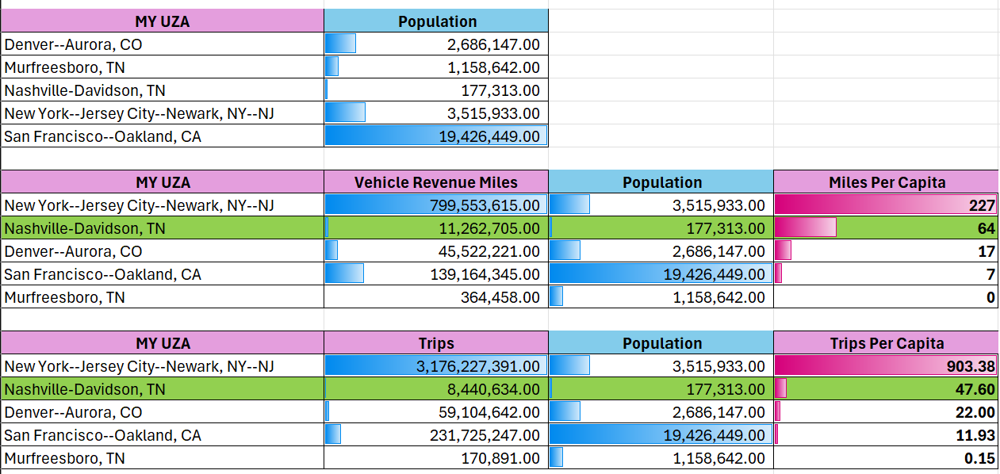 MY UZA Population
Denver--Aurora, CO 2,686,147.00
Murfreesboro, TN 1,158,642.00
Nashville-Davidson, TN 177,313.00
New York--Jersey City--Newark, NY--NJ 3,515,933.00
San Francisco--Oakland, CA 19,426,449.00
MY UZA Vehicle Revenue Miles Population Miles Per Capita
New York--Jersey City--Newark, NY--NJ 799,553,615.00 3,515,933.00 227
Nashville-Davidson, TN 11,262,705.00 177,313.00 64
Denver--Aurora, CO 45,522,221.00 2,686,147.00 17
San Francisco--Oakland, CA 139,164,345.00 19,426,449.00 7
Murfreesboro, TN 364,458.00 1,158,642.00 0
MY UZA Trips Population Trips Per Capita
New York--Jersey City--Newark, NY--NJ 3,176,227,391.00 3,515,933.00 903.38
Nashville-Davidson, TN 8,440,634.00 177,313.00 47.60
Denver--Aurora, CO 59,104,642.00 2,686,147.00 22.00
San Francisco--Oakland, CA 231,725,247.00 19,426,449.00 11.93
Murfreesboro, TN 170,891.00 1,158,642.00 0.15